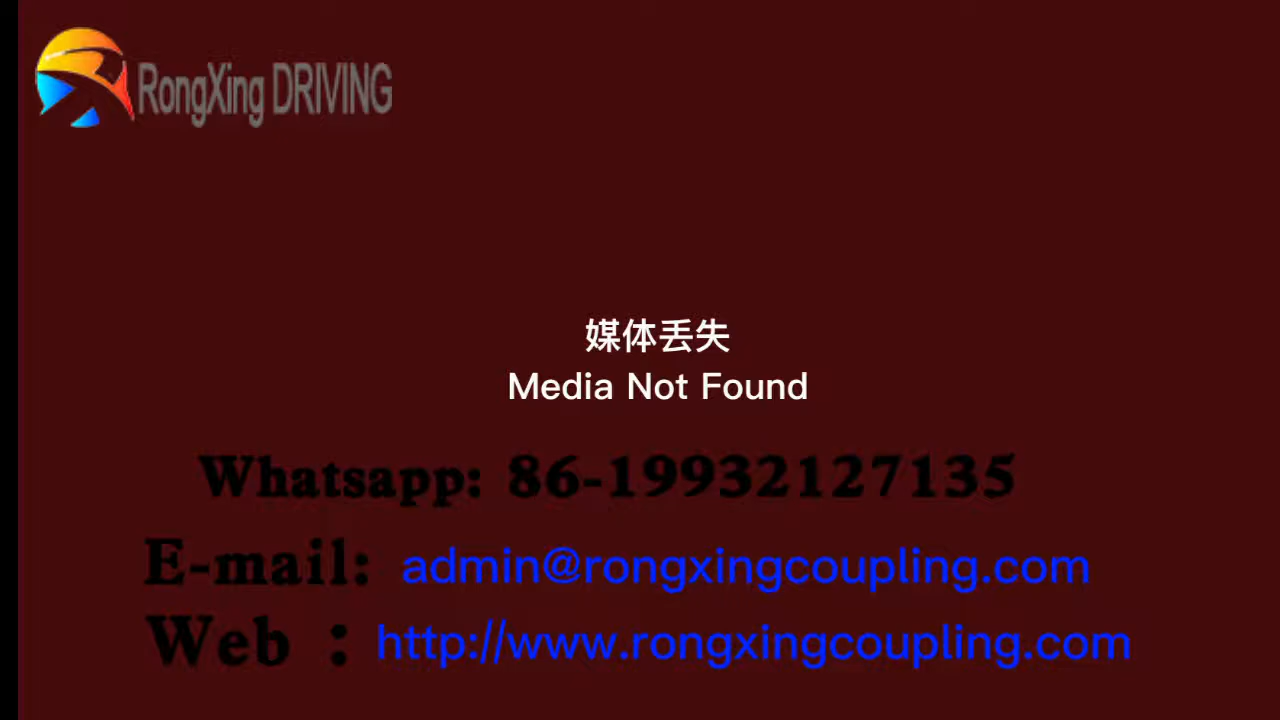 RongXing DRIVING
媒体丢失
Media Not Found
Whatsapp: 86-19932127135
E-mail: admin@rongxingcoupling.com
Web : http://www.rongxingcoupling.com